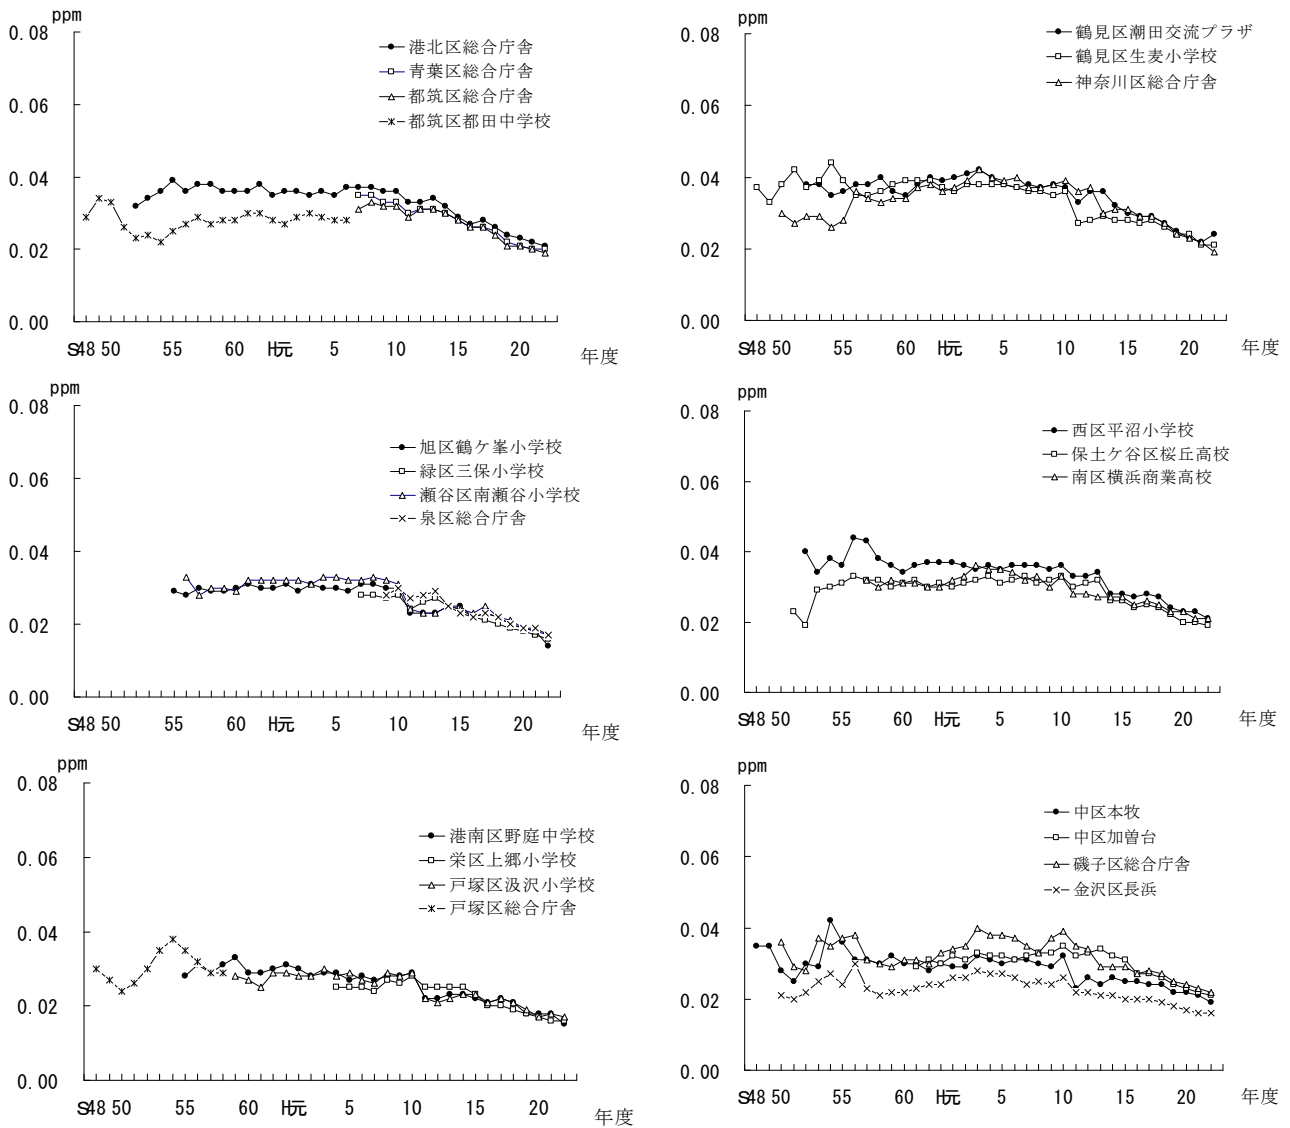 ppm
0.08
0.06
0.04
0.02
0.00
港北区総合庁舎
青葉区総合庁舎
都筑区総合庁舎
都筑区都田中学校
S48 50 55 60 H元 5 10 15 20 年度
ppm
0.08
0.06
0.04
0.02
0.00
鶴見区潮田交流プラザ
鶴見区生麦小学校
神奈川区総合庁舎
S48 50 55 60 H元 5 10 15 20 年度
ppm
0.08
0.06
0.04
0.02
0.00
旭区鶴ケ峯小学校
緑区三保小学校
瀬谷区南瀬谷小学校
泉区総合庁舎
S48 50 55 60 H元 5 10 15 20 年度
ppm
0.08
0.06
0.04
0.02
0.00
西区平沼小学校
保土ケ谷区桜丘高校
南区横浜商業高校
S48 50 55 60 H元 5 10 15 20 年度
ppm
0.08
0.06
0.04
0.02
0.00
港南区野庭中学校
栄区上郷小学校
戸塚区汲沢小学校
戸塚区総合庁舎
S48 50 55 60 H元 5 10 15 20 年度
ppm
0.08
0.06
0.04
0.02
0.00
中区本牧
中区加曽台
磯子区総合庁舎
金沢区長浜
S48 50 55 60 H元 5 10 15 20 年度